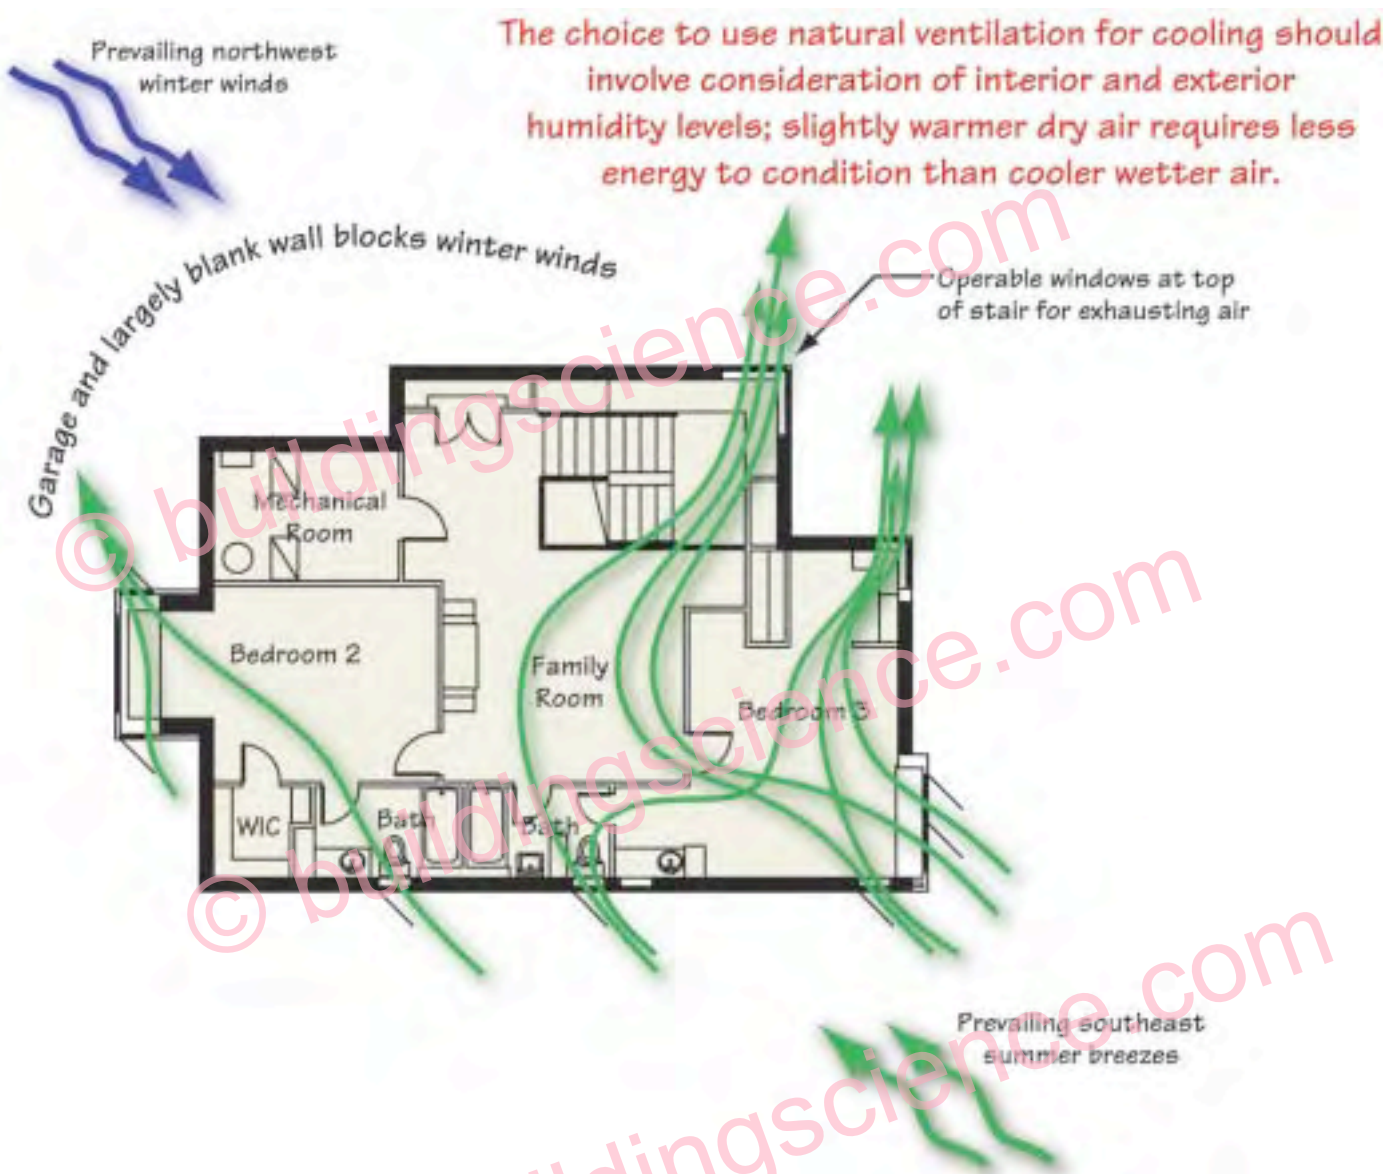 Prevailing northwest
winter winds
The choice to use natural ventilation for cooling should
involve consideration of interior and exterior
humidity levels; slightly warmer dry air requires less
energy to condition than cooler wetter air.
Garage and largely blank wall blocks winter winds
Operable windows at top
of stair for exhausting air
Mechanical
Room
Bedroom 2
Family
Room
Bedroom 3
WIC
Bath
Bath
Prevailing southeast
summer breezes
© buildingscience.com
© buildingscience.com
ldingscience.com